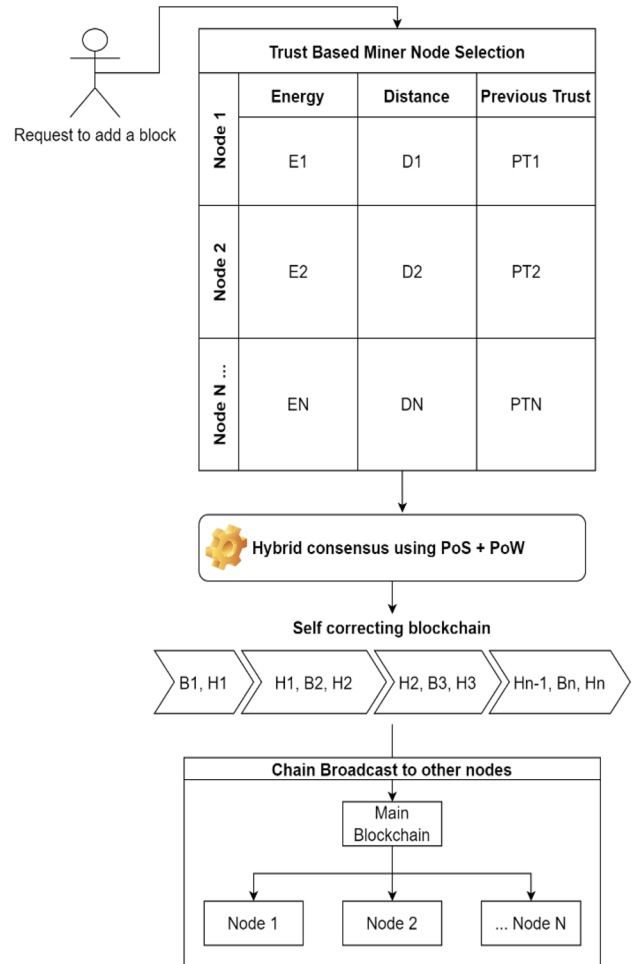 Request to add a block
Trust Based Miner Node Selection
Energy Distance Previous Trust
Node 1
E1 D1 PT1
Node 2
E2 D2 PT2
Node N ...
EN DN PTN
Hybrid consensus using PoS + PoW
Self correcting blockchain
B1, H1 H1, B2, H2 H2, B3, H3 Hn-1, Bn, Hn
Chain Broadcast to other nodes
Main
Blockchain
Node 1 Node 2 ... Node N